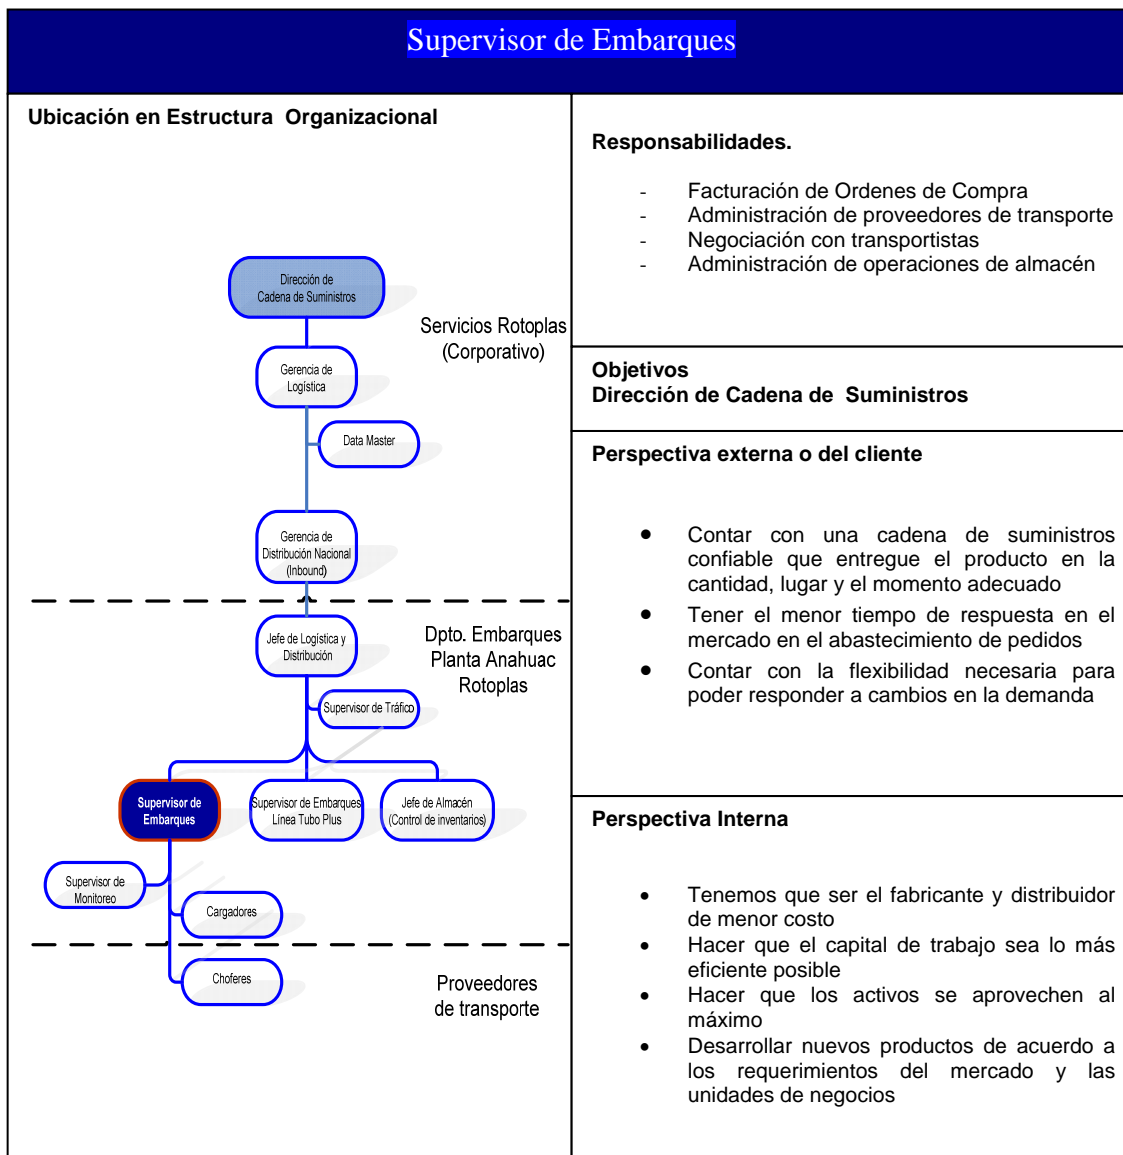 Supervisor de Embarques
Ubicación en Estructura Organizacional
Dirección de
Cadena de Suministros
Servicios Rotoplas
(Corporativo)
Gerencia de
Logística
Data Master
Gerencia de
Distribución Nacional
(Inbound)
Jefe de Logística y
Distribución
Dpto. Embarques
Planta Anahuac
Rotoplas
Supervisor de Tráfico
Supervisor de
Embarques
Supervisor de Embarques
Línea Tubo Plus
Jefe de Almacén
(Control de inventarios)
Supervisor de
Monitoreo
Cargadores
Choferes
Proveedores
de transporte
Responsabilidades.
- Facturación de Ordenes de Compra
- Administración de proveedores de transporte
- Negociación con transportistas
- Administración de operaciones de almacén
Objetivos
Dirección de Cadena de Suministros
Perspectiva externa o del cliente
• Contar con una cadena de suministros
confiable que entregue el producto en la
cantidad, lugar y el momento adecuado
• Tener el menor tiempo de respuesta en el
mercado en el abastecimiento de pedidos
• Contar con la flexibilidad necesaria para
poder responder a cambios en la demanda
Perspectiva Interna
• Tenemos que ser el fabricante y distribuidor
de menor costo
• Hacer que el capital de trabajo sea lo más
eficiente posible
• Hacer que los activos se aprovechen al
máximo
• Desarrollar nuevos productos de acuerdo a
los requerimientos del mercado y las
unidades de negocios